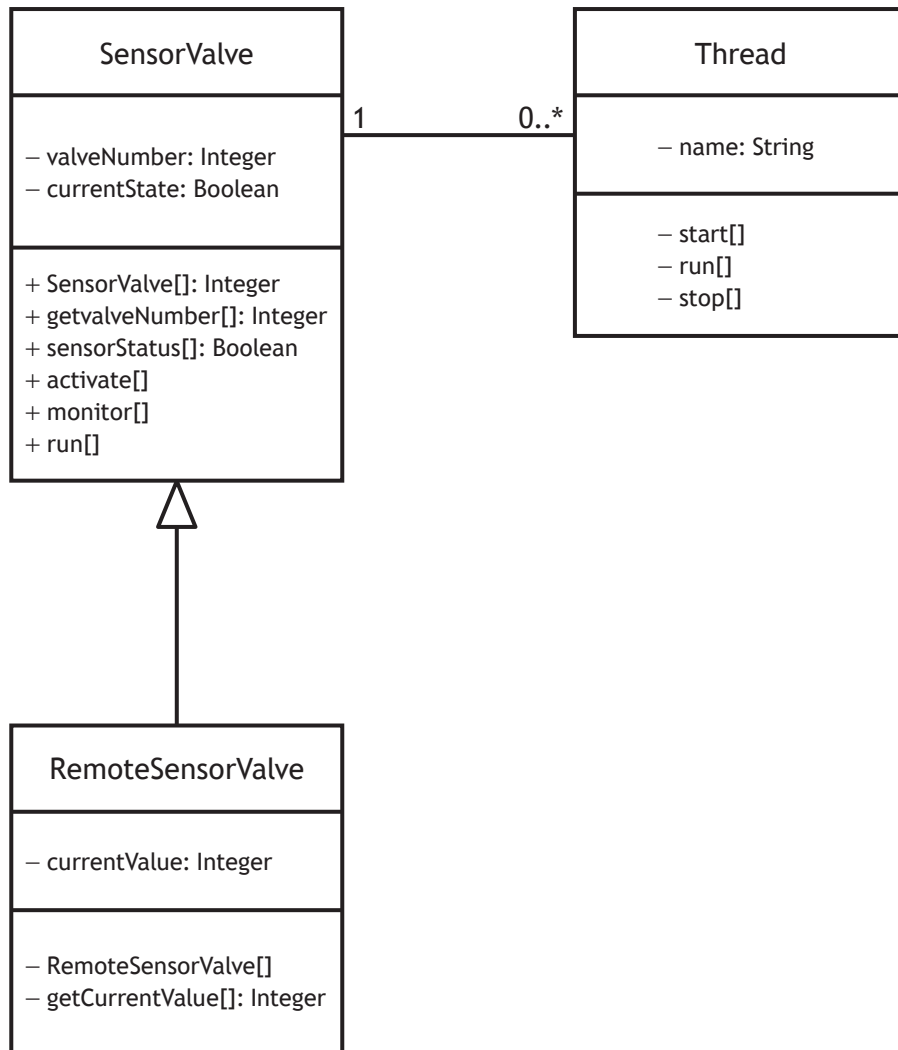 SensorValve
– valveNumber: Integer
– currentState: Boolean
+ SensorValve[]: Integer
+ getvalveNumber[]: Integer
+ sensorStatus[]: Boolean
+ activate[]
+ monitor[]
+ run[]
1
0..*
Thread
– name: String
– start[]
– run[]
– stop[]
RemoteSensorValve
– currentValue: Integer
– RemoteSensorValve[]
– getCurrentValue[]: Integer